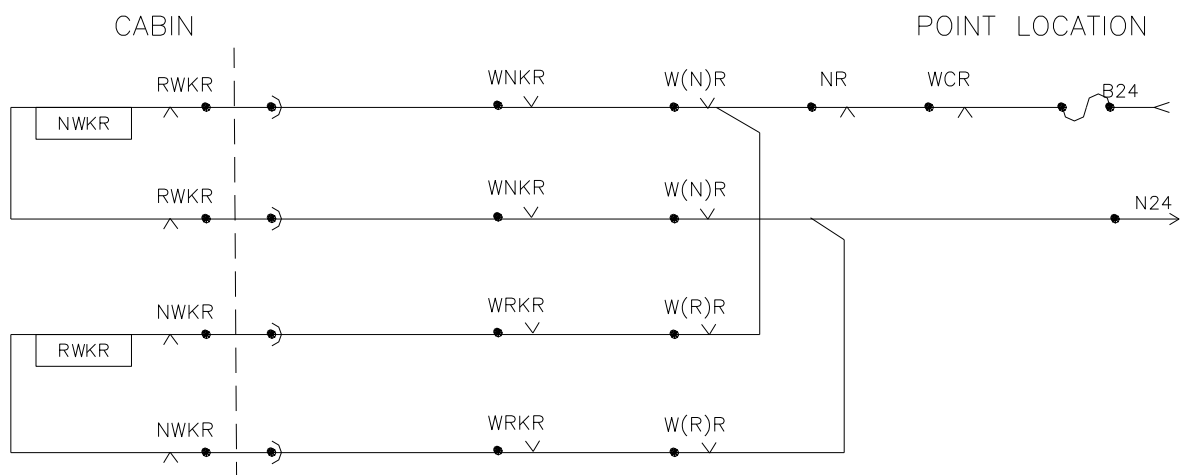 CABIN
POINT LOCATION
RWKR WNKR W(N)R NR WCR B24
NWKR
RWKR WNKR W(N)R N24
NWKR WRKR W(R)R
RWKR
NWKR WRKR W(R)R